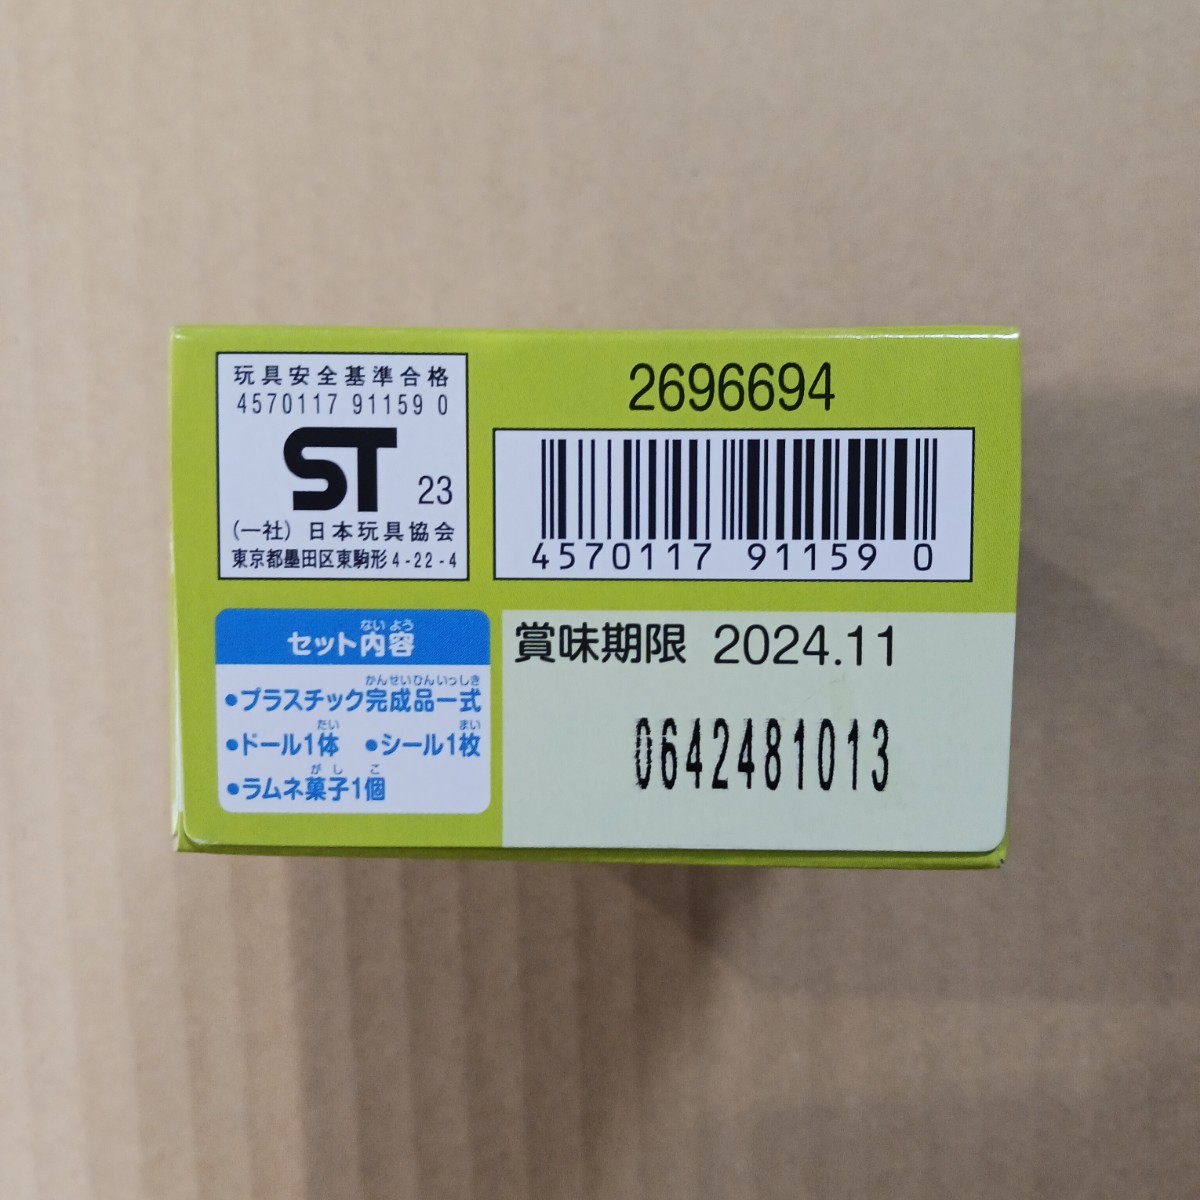 玩具安全基準合格
4570117 91159 0
ST 23
(一社) 日本玩具協会
東京都墨田区東駒形4-22-4
2696694
4570117 91159 0
ないよう
セット内容
かんせいひんいっしき
•プラスチック完成品一式
だい まい
•ドール1体 •シール1枚
がしこ
•ラムネ菓子1個
賞味期限 2024.11
0642481013